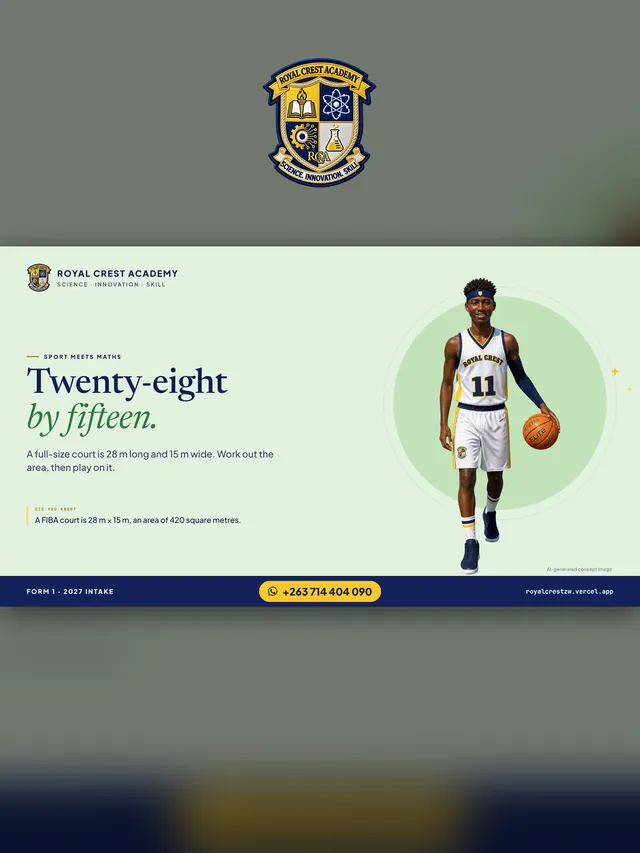 ROYAL CREST ACADEMY
RCA
SCIENCE. INNOVATION. SKILL
ROYAL CREST ACADEMY
SCIENCE · INNOVATION · SKILL
SPORT MEETS MATHS
Twenty-eight
by fifteen.
A full-size court is 28 m long and 15 m wide. Work out the
area, then play on it.
DID YOU KNOW?
A FIBA court is 28 m × 15 m, an area of 420 square metres.
ROYAL CREST
11
ELITE
AI-generated concept image
FORM 1 · 2027 INTAKE
+263 714 404 090
royalcrestzw.vercel.app